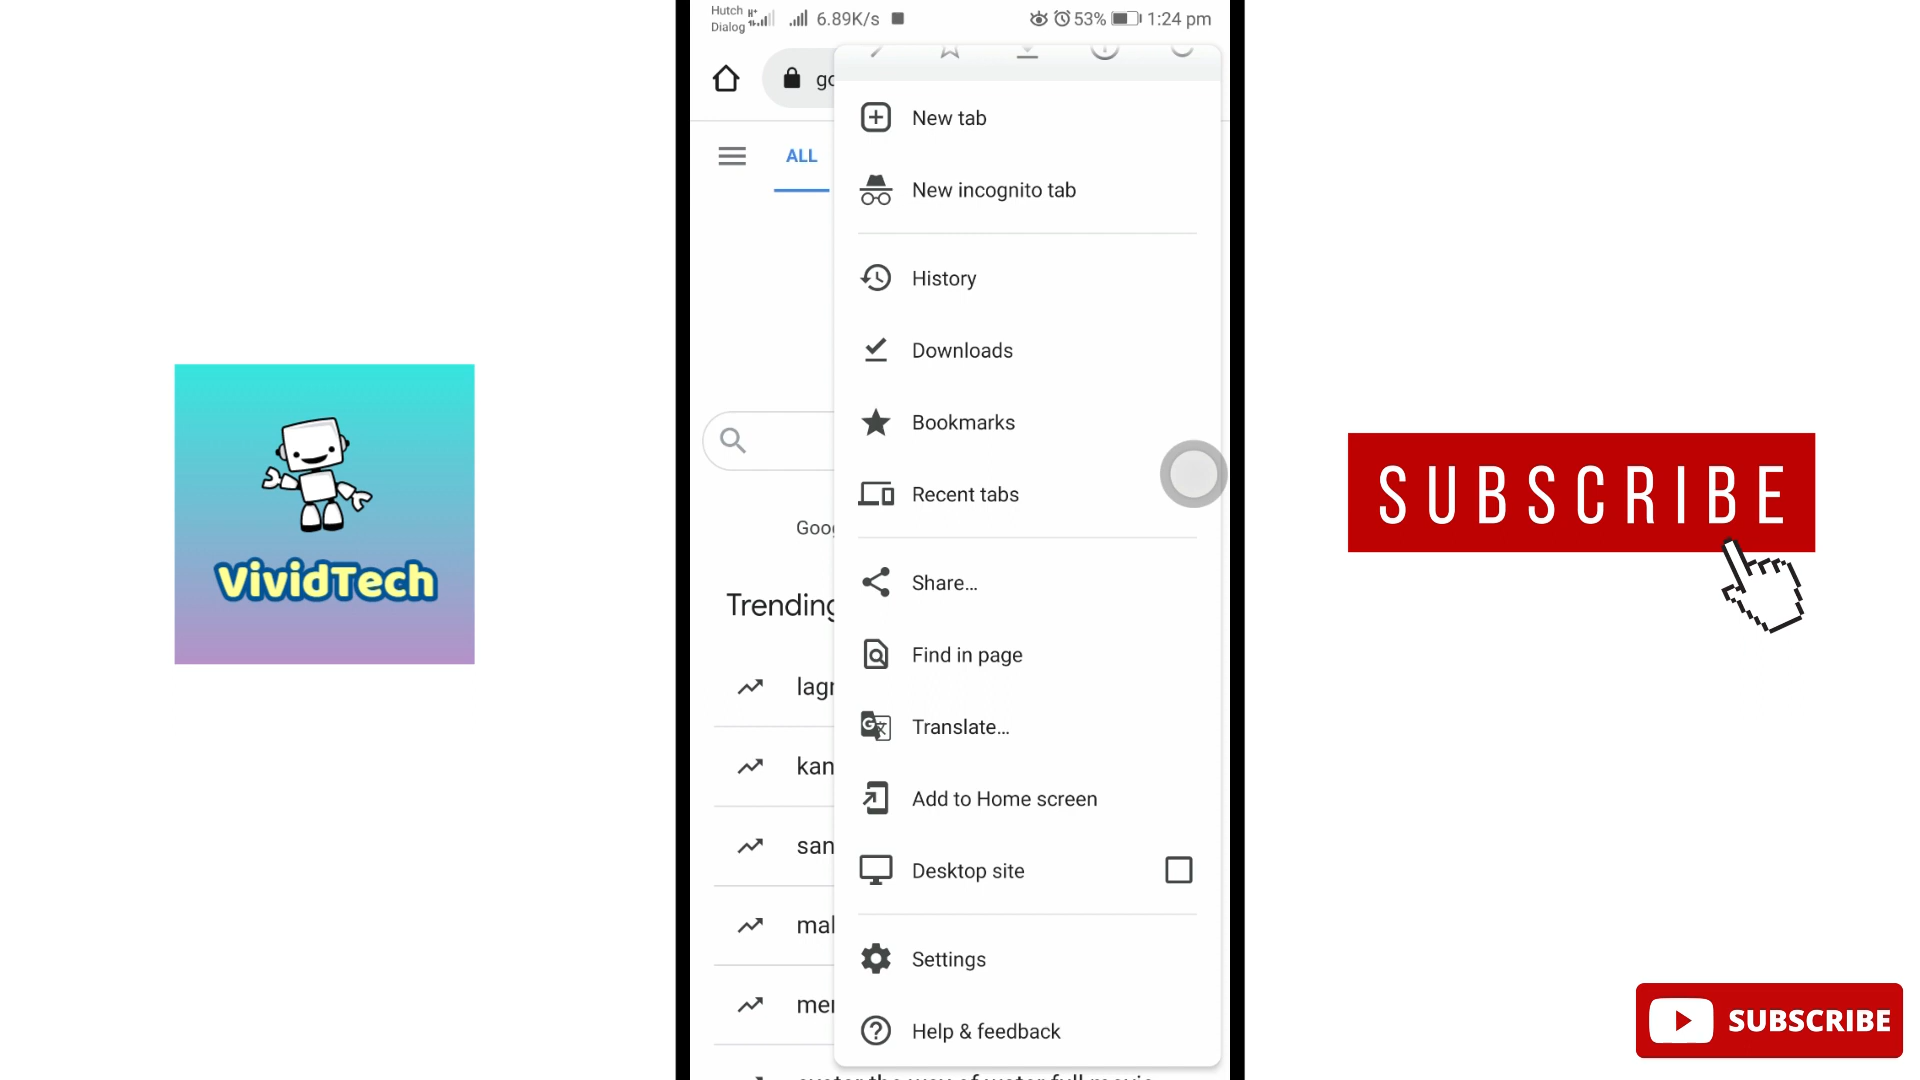 Hutch
Dialog
6.89K/s
53%
1:24 pm
ALL
New tab
New incognito tab
History
Downloads
Bookmarks
Recent tabs
Share...
Find in page
Translate...
Add to Home screen
Desktop site
Settings
Help & feedback
Trending
VividTech
SUBSCRIBE
SUBSCRIBE